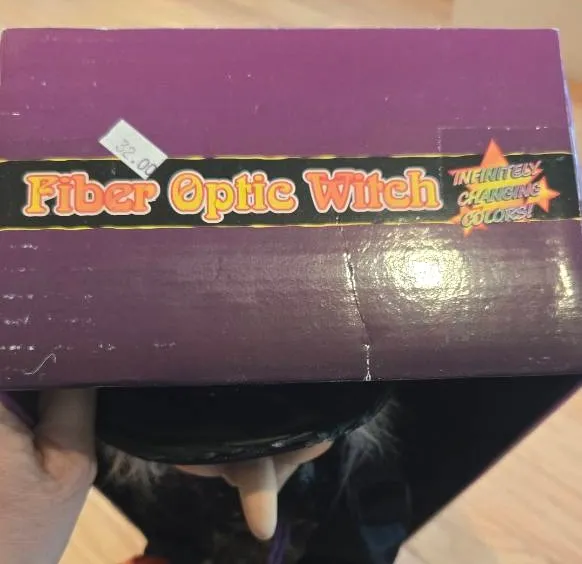 32.00
Fiber Optic Witch
INFINITELY
CHANGING
COLORS!